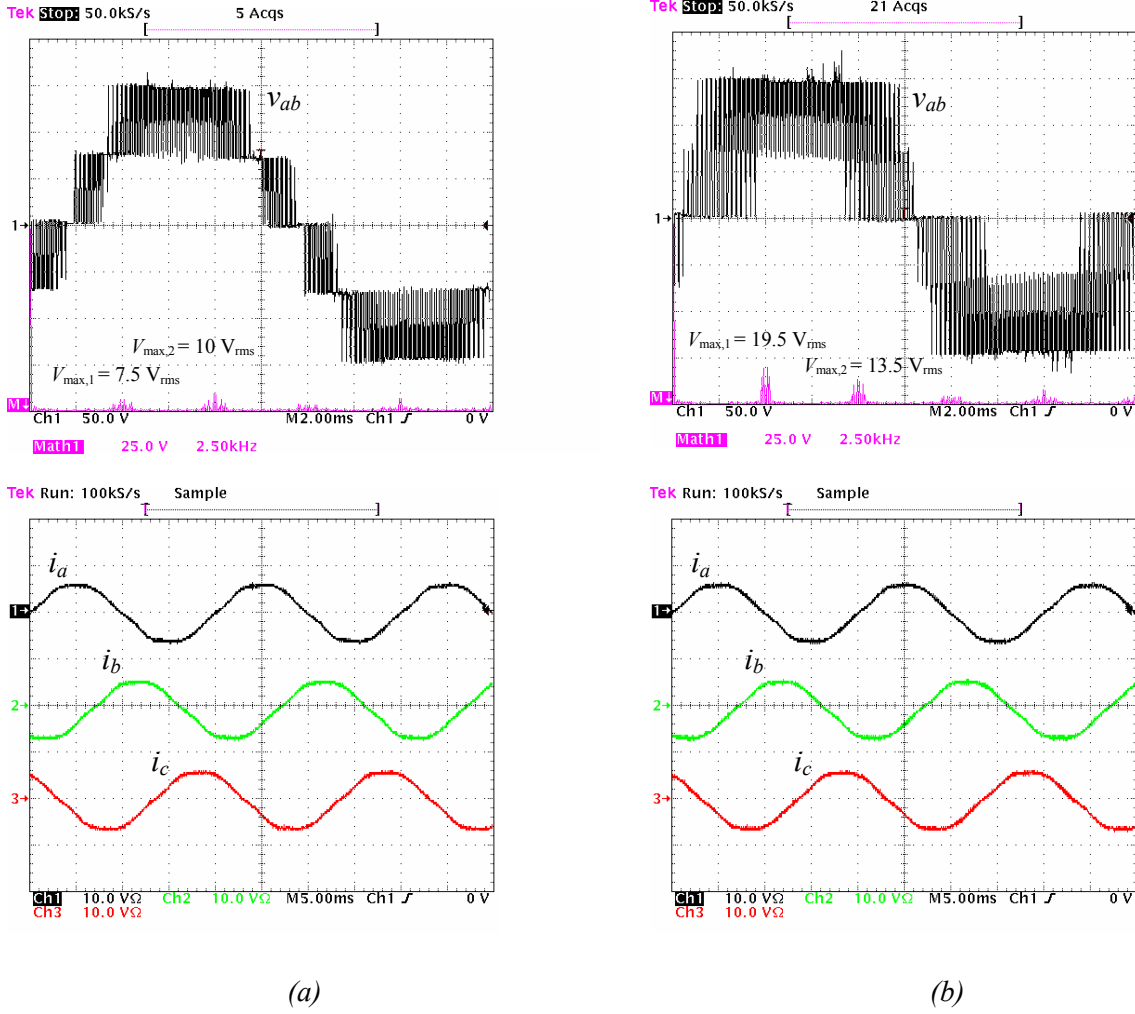 Tek Stop: 50.0kS/s 5 Acqs
v_ab
1→
V_max,2 = 10 V_rms
V_max,1 = 7.5 V_rms
M↓
Ch1 50.0 V M2.00ms Ch1 ƒ 0 V
Math1 25.0 V 2.50kHz
Tek Stop: 50.0kS/s 21 Acqs
v_ab
1→
V_max,1 = 19.5 V_rms
V_max,2 = 13.5 V_rms
M↓
Ch1 50.0 V M2.00ms Ch1 ƒ 0 V
Math1 25.0 V 2.50kHz
Tek Run: 100kS/s Sample
i_a
1→
i_b
2→
i_c
3→
Ch1 10.0 VΩ Ch2 10.0 VΩ M5.00ms Ch1 ƒ 0 V
Ch3 10.0 VΩ
Tek Run: 100kS/s Sample
i_a
1→
i_b
2→
i_c
3→
Ch1 10.0 VΩ Ch2 10.0 VΩ M5.00ms Ch1 ƒ 0 V
Ch3 10.0 VΩ
(a)
(b)